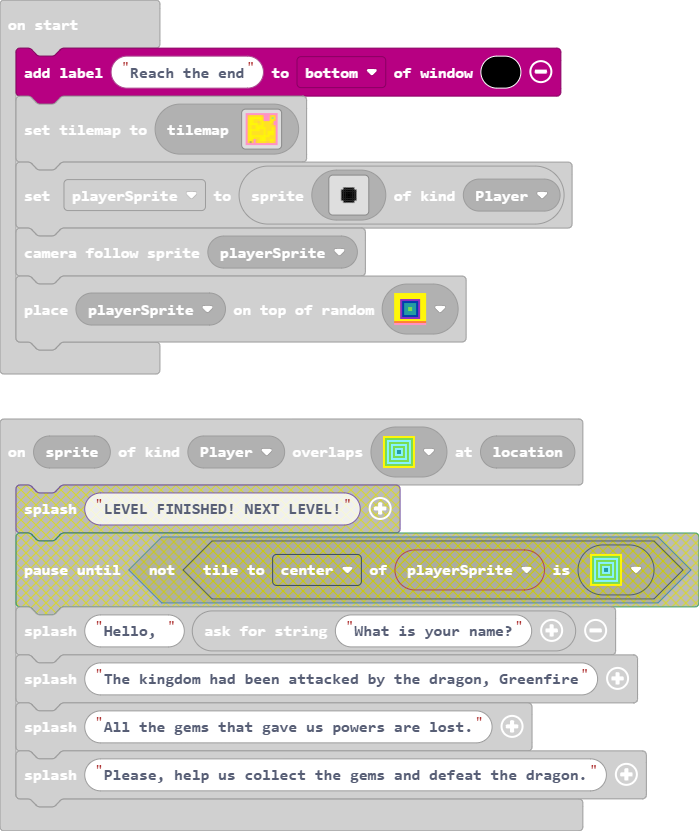 on start
add label "Reach the end" to bottom of window
set tilemap to tilemap
set playerSprite to sprite of kind Player
camera follow sprite playerSprite
place playerSprite on top of random
on sprite of kind Player overlaps at location
splash "LEVEL FINISHED! NEXT LEVEL!"
pause until not tile to center of playerSprite is
splash "Hello, " ask for string "What is your name?"
splash "The kingdom had been attacked by the dragon, Greenfire"
splash "All the gems that gave us powers are lost."
splash "Please, help us collect the gems and defeat the dragon."